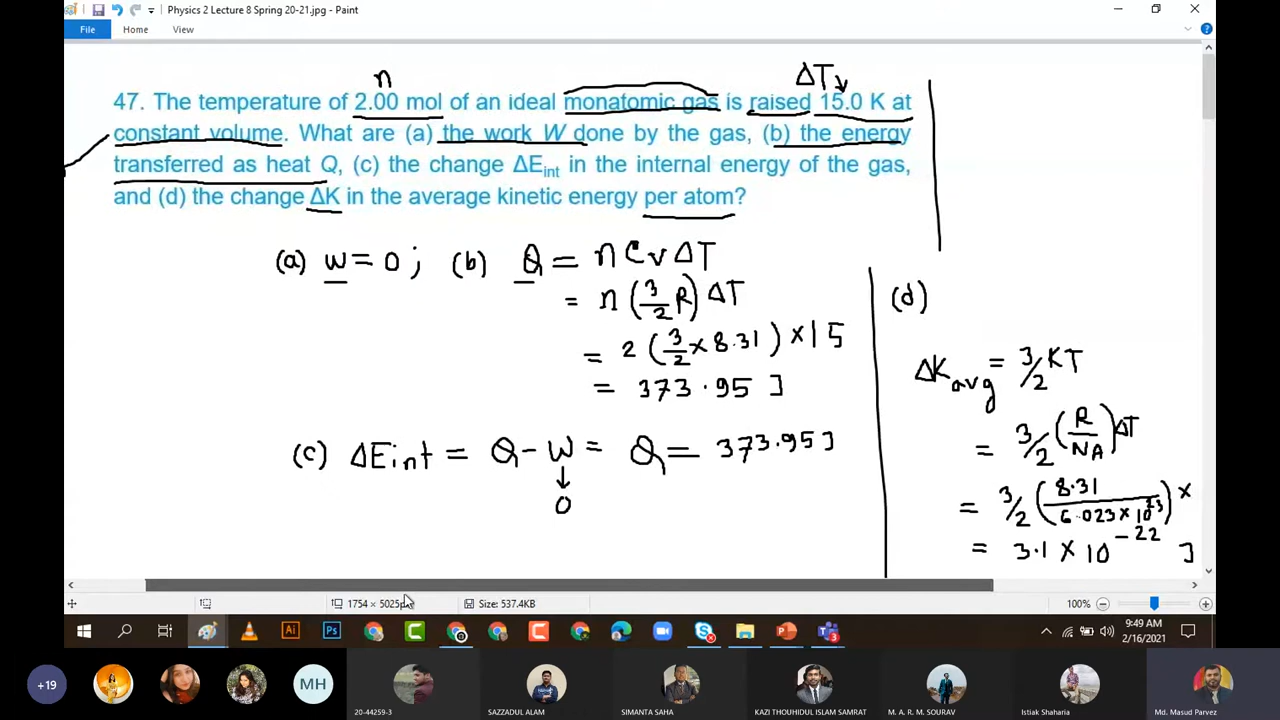 Physics 2 Lecture 8 Spring 20-21.jpg - Paint
File Home View
n
ΔT
47. The temperature of 2.00 mol of an ideal monatomic gas is raised 15.0 K at
constant volume. What are (a) the work W done by the gas, (b) the energy
transferred as heat Q, (c) the change ΔEint in the internal energy of the gas,
and (d) the change ΔK in the average kinetic energy per atom?
(a) w = 0 ; (b) Q = n Cv ΔT
= n (3/2 R) ΔT
= 2 (3/2 × 8.31) × 15
= 373.95 J
(c) ΔEint = Q - W = Q = 373.95 J
0
(d)
ΔKavg = 3/2 KT
= 3/2 (R/NA) ΔT
= 3/2 (8.31/6.023 × 10^23) ×
= 3.1 × 10^-22 J
1754 × 5025px
Size: 537.4KB
100%
9:49 AM
2/16/2021
+19
MH
20-44259-3
SAZZADUL ALAM
SIMANTA SAHA
KAZI THOUHIDUL ISLAM SAMRAT
M. A. R. M. SOURAV
Istiak Shaharia
Md. Masud Parvez